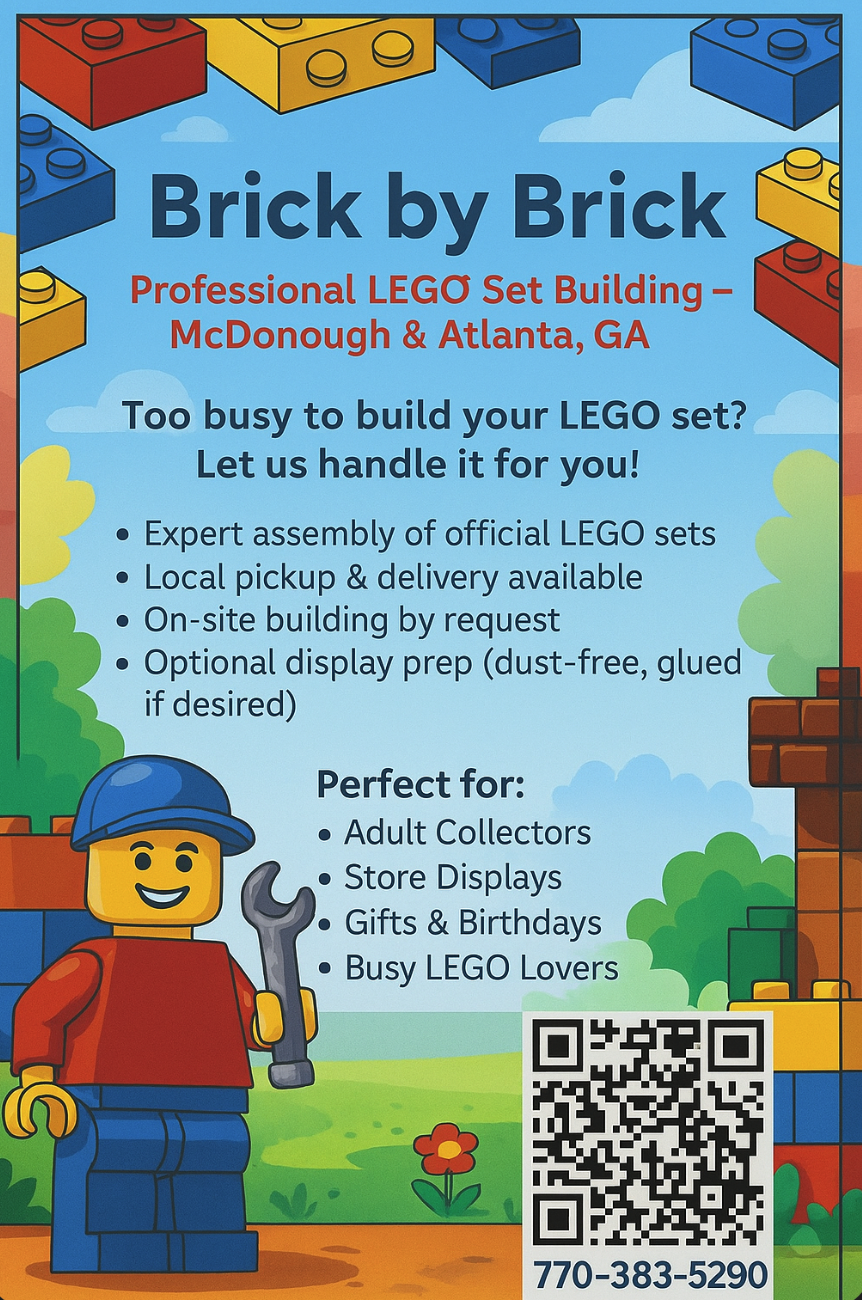 Brick by Brick
Professional LEGO Set Building –
McDonough & Atlanta, GA
Too busy to build your LEGO set?
Let us handle it for you!
• Expert assembly of official LEGO sets
• Local pickup & delivery available
• On-site building by request
• Optional display prep (dust-free, glued
if desired)
Perfect for:
• Adult Collectors
• Store Displays
• Gifts & Birthdays
• Busy LEGO Lovers
770-383-5290